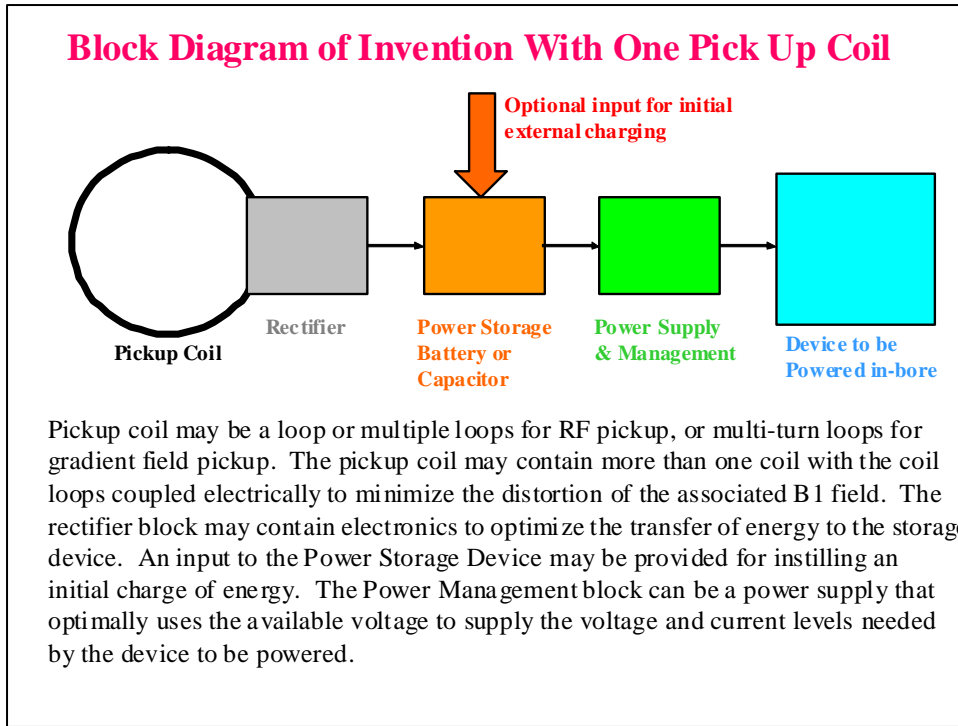 Block Diagram of Invention With One Pick Up Coil
Optional input for initial
external charging
Rectifier
Pickup Coil
Power Storage
Battery or
Capacitor
Power Supply
& Management
Device to be
Powered in-bore
Pickup coil may be a loop or multiple loops for RF pickup, or multi-turn loops for
gradient field pickup. The pickup coil may contain more than one coil with the coil
loops coupled electrically to minimize the distortion of the associated B1 field. The
rectifier block may contain electronics to optimize the transfer of energy to the storage
device. An input to the Power Storage Device may be provided for instilling an
initial charge of energy. The Power Management block can be a power supply that
optimally uses the available voltage to supply the voltage and current levels needed
by the device to be powered.